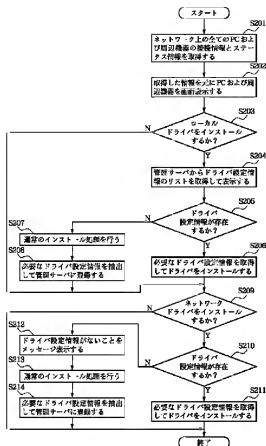 スタート
S201
ネットワーク上の全てのPCおよ
び周辺機器の接続情報とステー
タス情報を取得する
S202
取得した情報を元にPCおよび周
辺機器を画面表示する
S203
ローカル
ドライバをインストール
するか?
N
Y
S204
管理サーバからドライバ設定情
報のリストを取得して表示する
S205
ドライバ
設定情報が存在
するか?
N
Y
S207
通常のインストール処理を行う
S208
必要なドライバ設定情報を抽出
して管理サーバに登録する
S206
必要なドライバ設定情報を取得
してドライバをインストールする
S209
ネットワーク
ドライバをインストール
するか?
N
Y
S212
ドライバ設定情報がないことを
メッセージ表示する
S210
ドライバ
設定情報が存在
するか?
N
Y
S213
通常のインストール処理を行う
S214
必要なドライバ設定情報を抽出
して管理サーバに登録する
S211
必要なドライバ設定情報を取得
してドライバをインストールする
終了